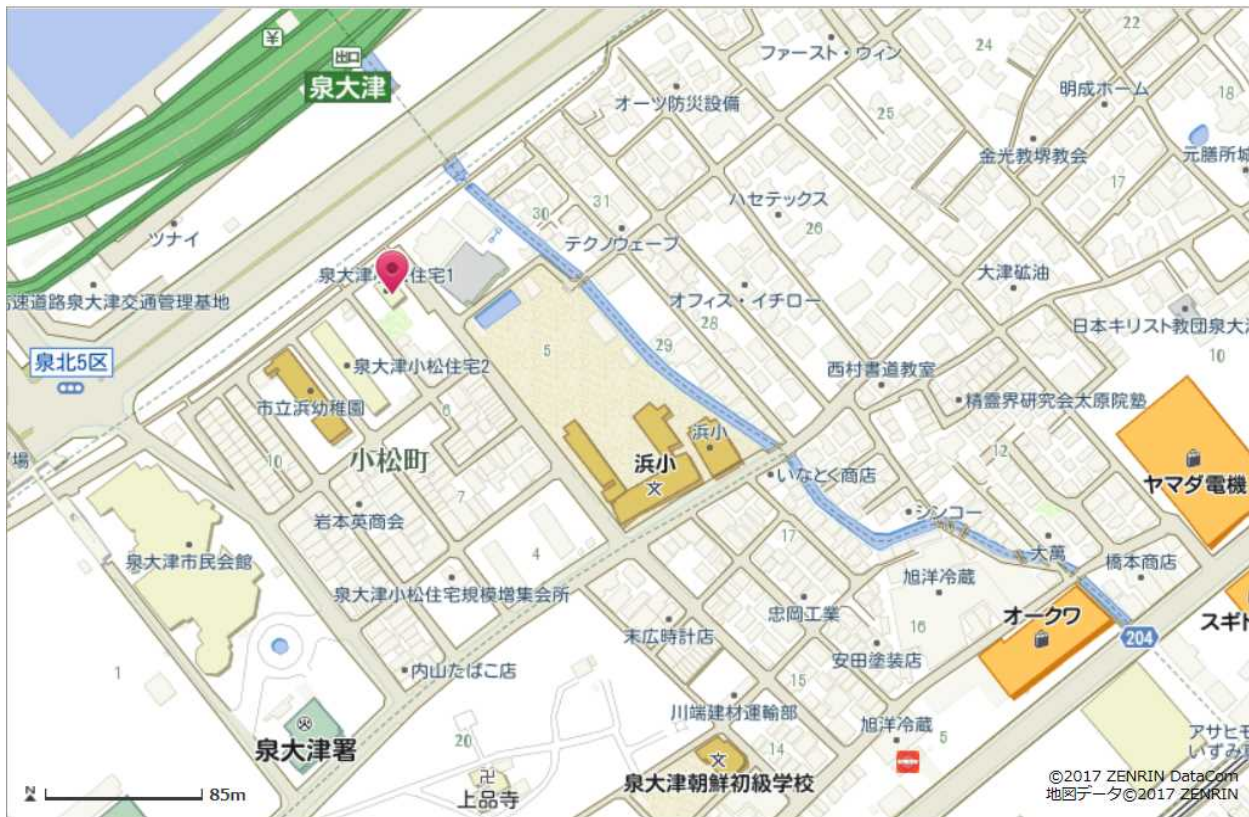 22
ファースト・ウィン
24
出口
泉大津
オーツ防災設備
25
明成ホーム
18
金光教堺教会
元膳所城
17
ツナイ
30
31
ハセテックス
26
テクノウェーブ
泉大津
住宅1
大津砿油
速道路泉大津交通管理基地
オフィス・イチロー
28
日本キリスト教団泉大
10
泉北5区
泉大津小松住宅2
5
29
西村書道教室
市立浜幼稚園
6
精霊界研究会太原院塾
浜小
小松町
10
浜小
文
12
場
いなとく商店
ヤマダ電機
7
岩本英商会
シンコー
泉大津市民会館
4
17
大萬
橋本商店
旭洋冷蔵
泉大津小松住宅規模増集会所
忠岡工業
オークワ
末広時計店
16
204
スギ
1
内山たばこ店
15
安田塗装店
川端建材運輸部
旭洋冷蔵
5
泉大津署
20
14
文
アサヒモ
いずみ
卍
上品寺
泉大津朝鮮初級学校
N
85m
©2017 ZENRIN DataCom
地図データ©2017 ZENRIN